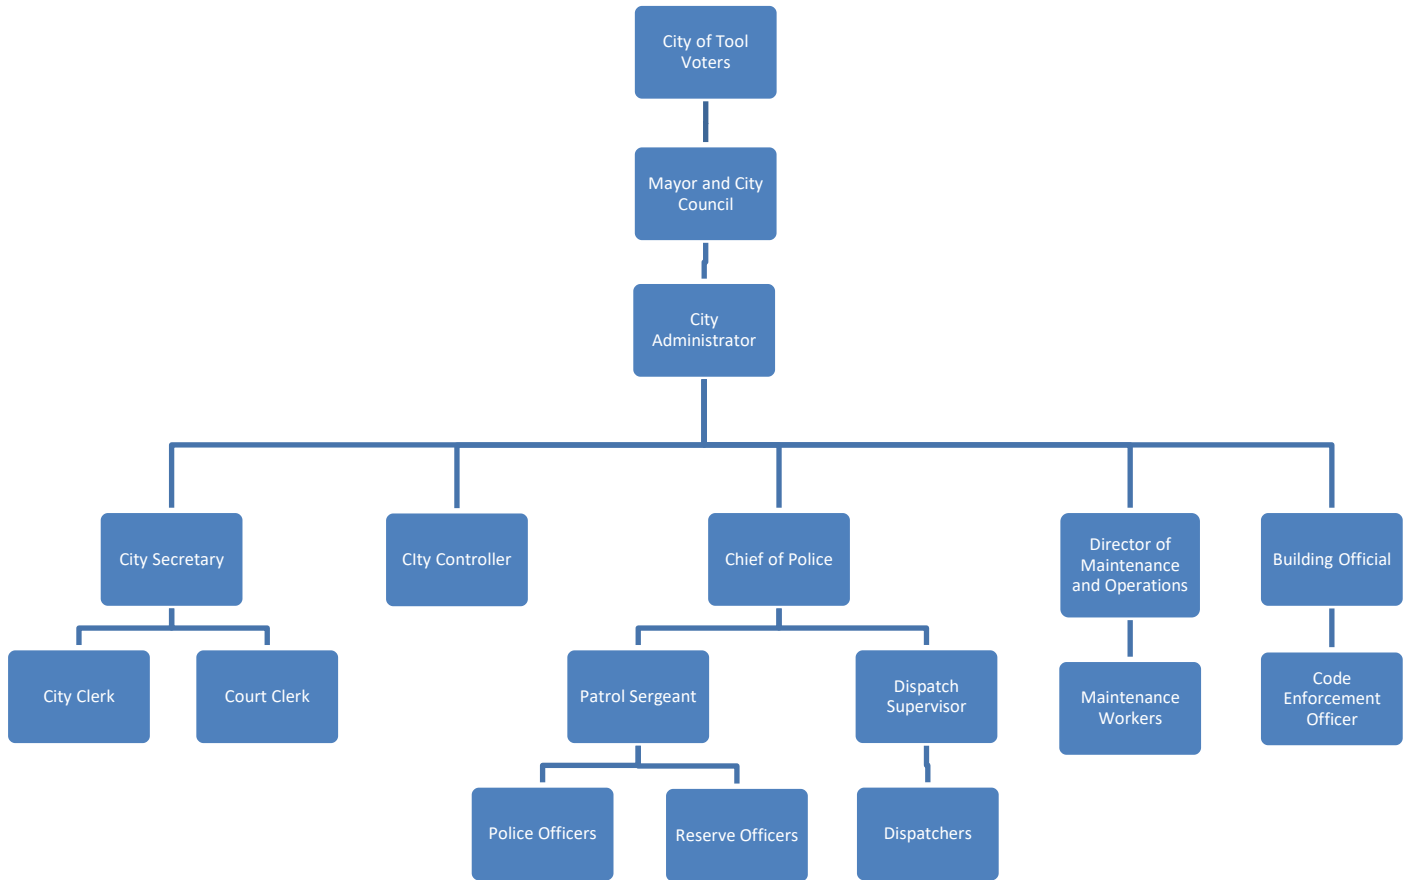 City of Tool
Voters
Mayor and City
Council
City
Administrator
City Secretary
CIty Controller
Chief of Police
Director of
Maintenance
and Operations
Building Official
City Clerk
Court Clerk
Patrol Sergeant
Dispatch
Supervisor
Maintenance
Workers
Code
Enforcement
Officer
Police Officers
Reserve Officers
Dispatchers